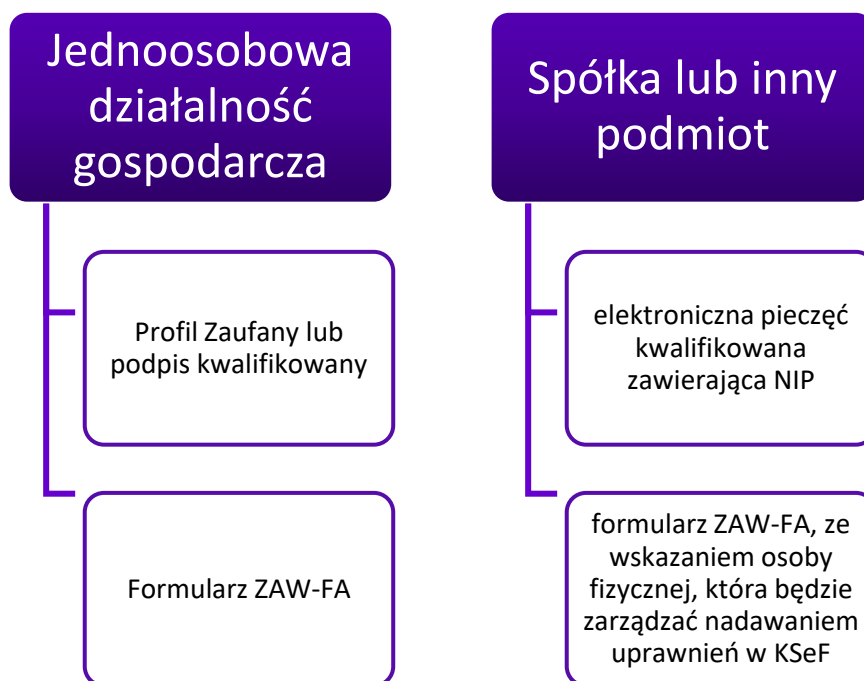 Jednoosobowa
działalność
gospodarcza
Profil Zaufany lub
podpis kwalifikowany
Formularz ZAW-FA
Spółka lub inny
podmiot
elektroniczna pieczęć
kwalifikowana
zawierająca NIP
formularz ZAW-FA, ze
wskazaniem osoby
fizycznej, która będzie
zarządzać nadawaniem
uprawnień w KSeF